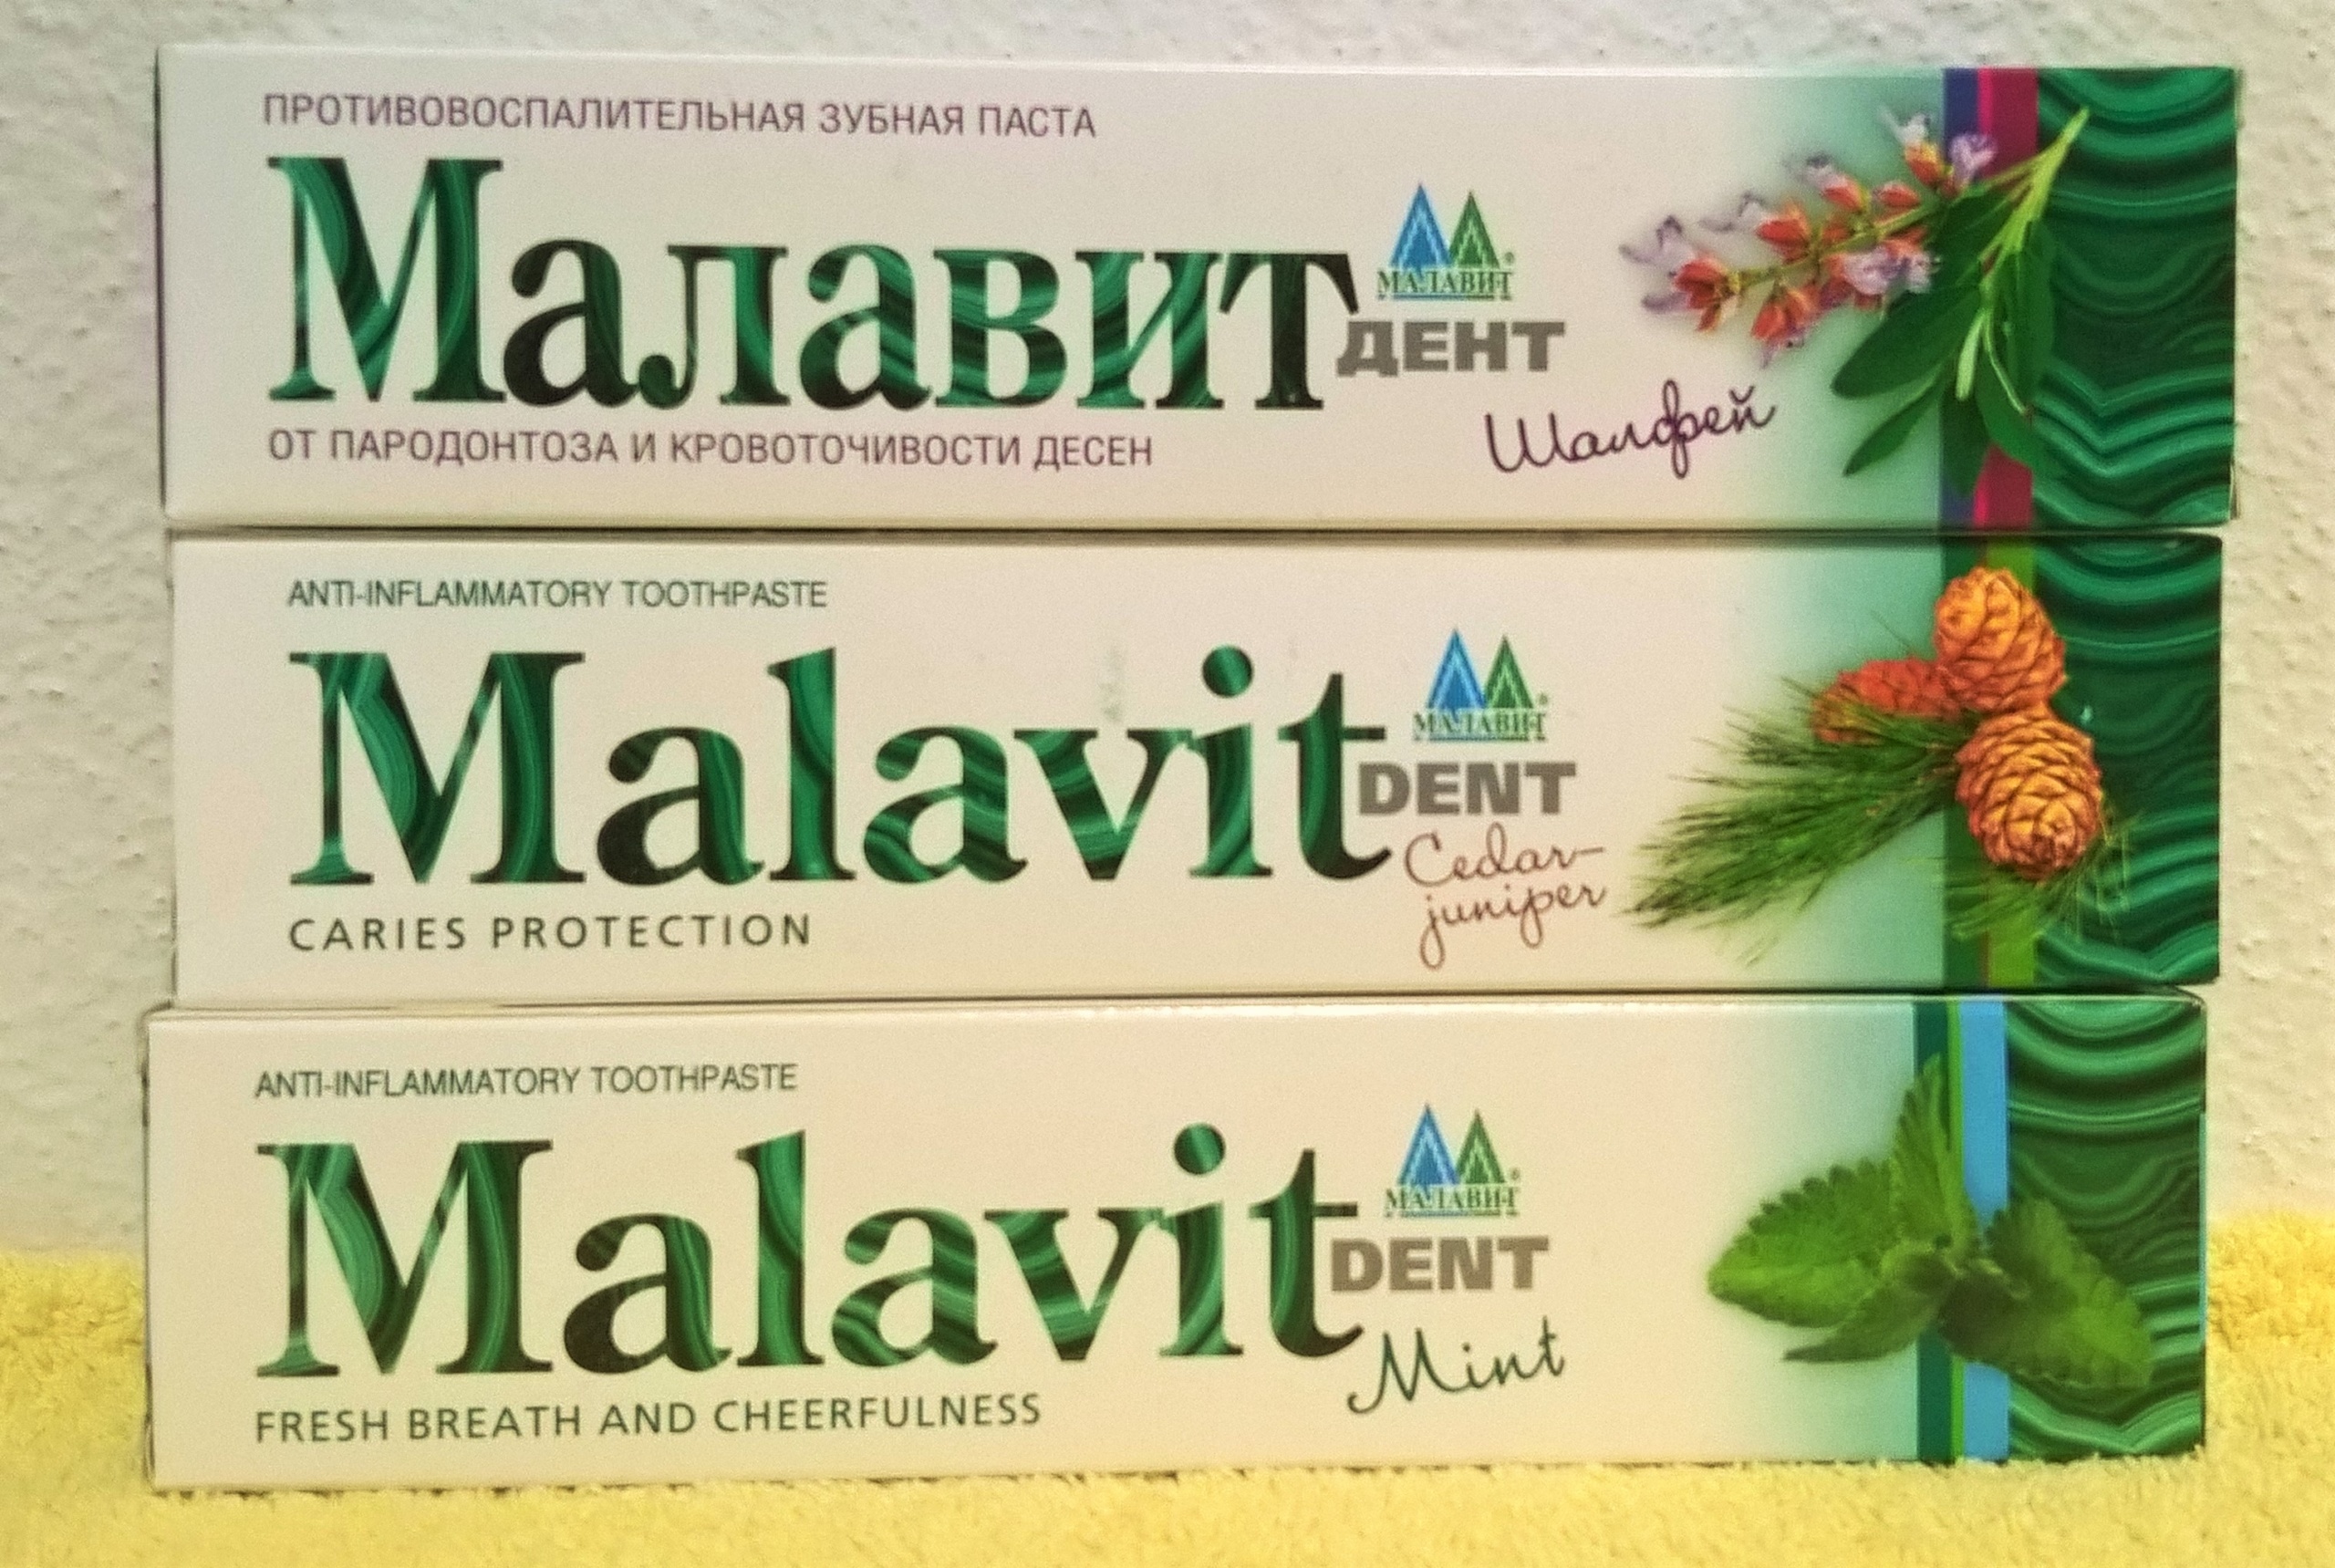 ПРОТИВОВОСПАЛИТЕЛЬНАЯ ЗУБНАЯ ПАСТА
Малавит
МАЛАВИТ
ДЕНТ
Шалфей
ОТ ПАРОДОНТОЗА И КРОВОТОЧИВОСТИ ДЕСЕН
ANTI-INFLAMMATORY TOOTHPASTE
Malavit
МАЛАВИТ
DENT
Cedar-
juniper
CARIES PROTECTION
ANTI-INFLAMMATORY TOOTHPASTE
Malavit
МАЛАВИТ
DENT
Mint
FRESH BREATH AND CHEERFULNESS